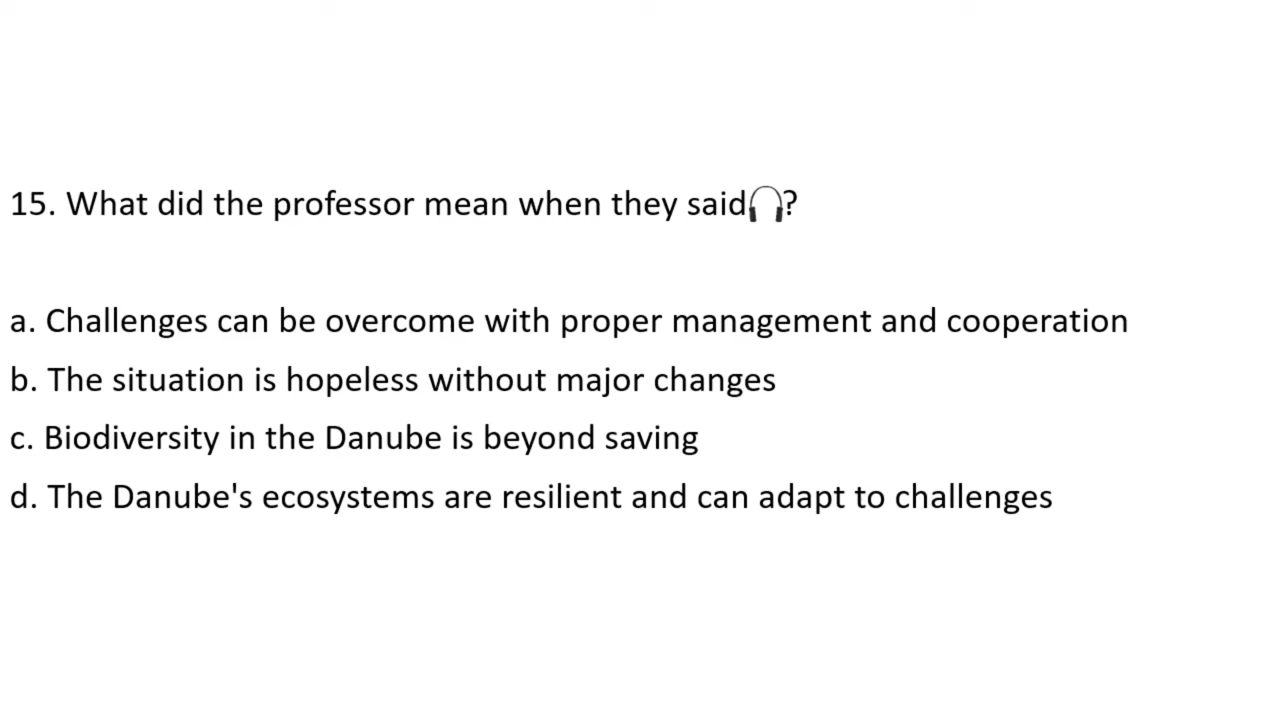 15. What did the professor mean when they said🎧?
a. Challenges can be overcome with proper management and cooperation
b. The situation is hopeless without major changes
c. Biodiversity in the Danube is beyond saving
d. The Danube's ecosystems are resilient and can adapt to challenges